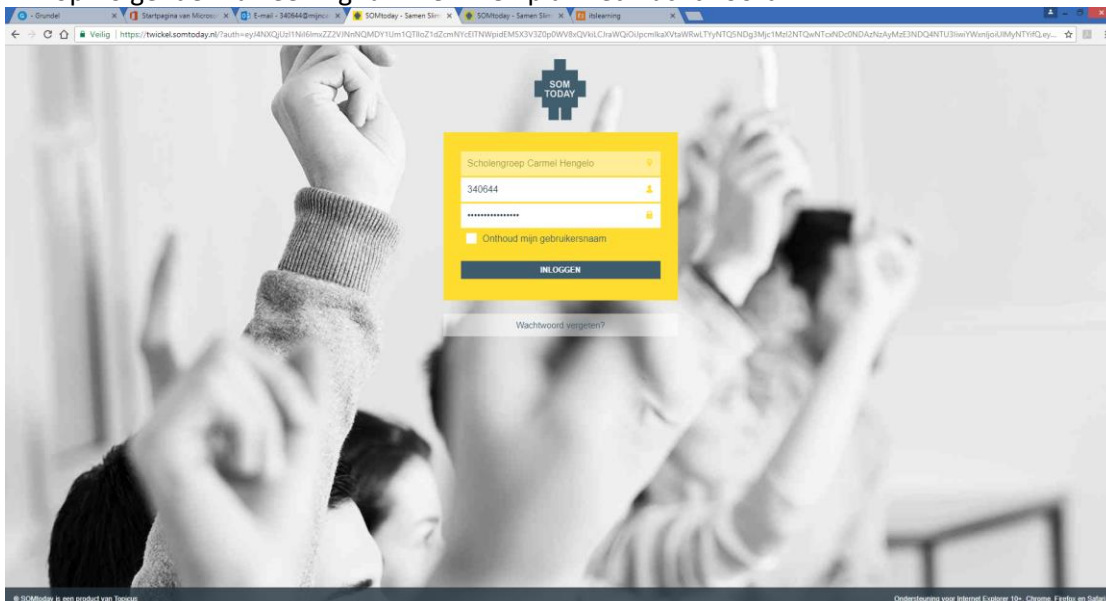 - Grundel
Startpagina van Microsof
E-mail - 340644@mijnca
SOMtoday - Samen Slim
SOMtoday - Samen Slim
itslearning
Veilig
SOM
TODAY
Scholengroep Carmel Hengelo
340644
••••••••••••••••
Onthoud mijn gebruikersnaam
INLOGGEN
Wachtwoord vergeten?
© SOMtoday is een product van Topicus
Ondersteuning voor Internet Explorer 10+, Chrome, Firefox en Safari